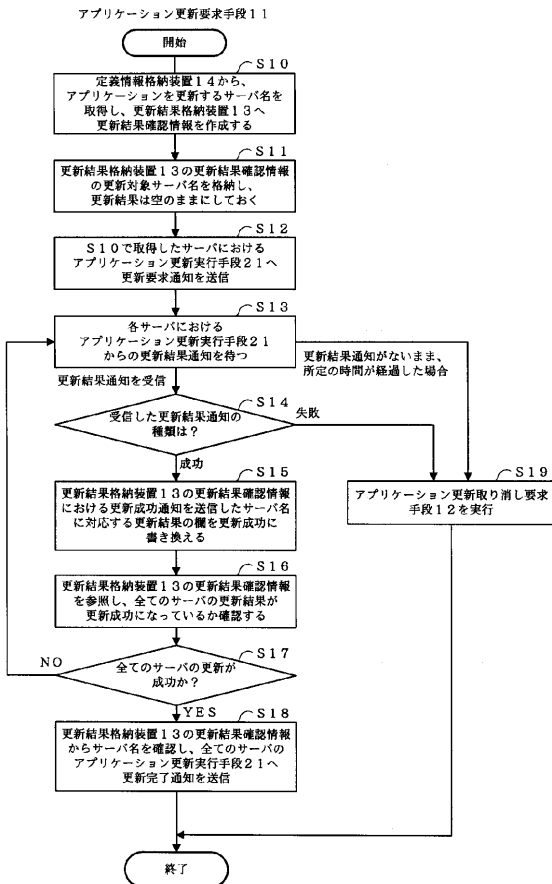 アプリケーション更新要求手段１１
開始
Ｓ１０
定義情報格納装置１４から、
アプリケーションを更新するサーバ名を
取得し、更新結果格納装置１３へ
更新結果確認情報を作成する
Ｓ１１
更新結果格納装置１３の更新結果確認情報
の更新対象サーバ名を格納し、
更新結果は空のままにしておく
Ｓ１２
Ｓ１０で取得したサーバにおける
アプリケーション更新実行手段２１へ
更新要求通知を送信
Ｓ１３
各サーバにおける
アプリケーション更新実行手段２１
からの更新結果通知を待つ
更新結果通知がないまま、
所定の時間が経過した場合
更新結果通知を受信
Ｓ１４
受信した更新結果通知の
種類は？
失敗
成功
Ｓ１５
更新結果格納装置１３の更新結果確認情報
における更新成功通知を送信したサーバ名
に対応する更新結果の欄を更新成功に
書き換える
Ｓ１９
アプリケーション更新取り消し要求
手段１２を実行
Ｓ１６
更新結果格納装置１３の更新結果確認情報
を参照し、全てのサーバの更新結果が
更新成功になっているか確認する
Ｓ１７
ＮＯ
全てのサーバの更新が
成功か？
ＹＥＳ
Ｓ１８
更新結果格納装置１３の更新結果確認情報
からサーバ名を確認し、全てのサーバの
アプリケーション更新実行手段２１へ
更新完了通知を送信
終了